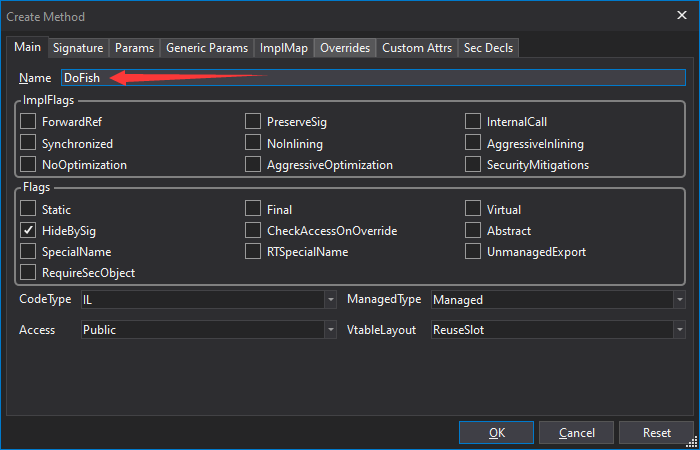 Create Method
Main Signature Params Generic Params ImplMap Overrides Custom Attrs Sec Decls
Name DoFish
ImplFlags
ForwardRef PreserveSig InternalCall
Synchronized NoInlining AggressiveInlining
NoOptimization AggressiveOptimization SecurityMitigations
Flags
Static Final Virtual
HideBySig CheckAccessOnOverride Abstract
SpecialName RTSpecialName UnmanagedExport
RequireSecObject
CodeType IL ManagedType Managed
Access Public VtableLayout ReuseSlot
OK Cancel Reset